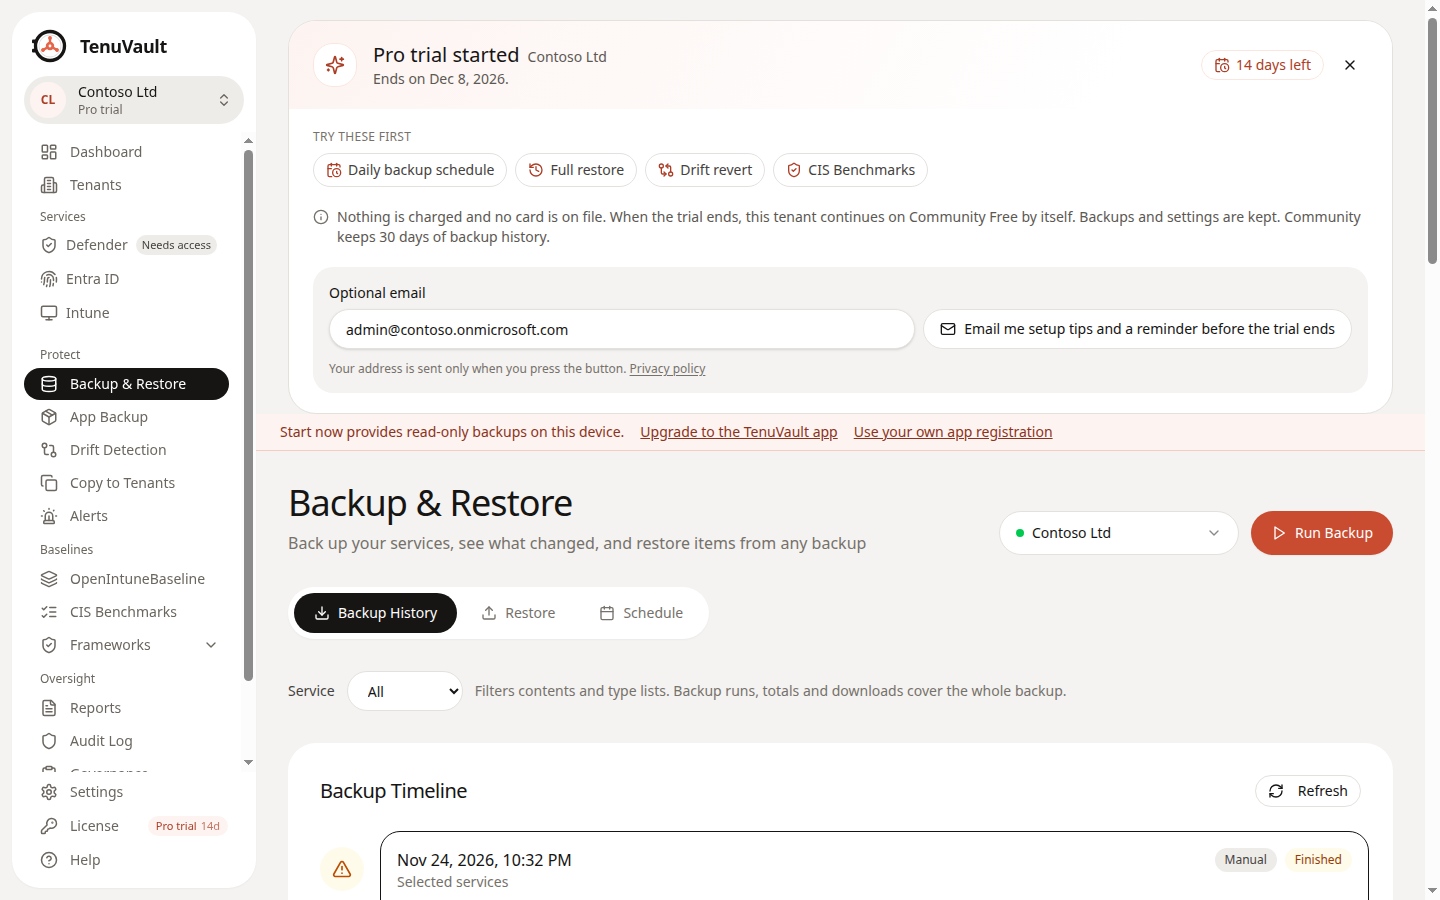 TenuVault
CL
Contoso Ltd
Pro trial
Dashboard
Tenants
Services
Defender
Needs access
Entra ID
Intune
Protect
Backup & Restore
App Backup
Drift Detection
Copy to Tenants
Alerts
Baselines
OpenIntuneBaseline
CIS Benchmarks
Frameworks
Oversight
Reports
Audit Log
Settings
License
Pro trial 14d
Help
Pro trial started Contoso Ltd
Ends on Dec 8, 2026.
14 days left
TRY THESE FIRST
Daily backup schedule
Full restore
Drift revert
CIS Benchmarks
Nothing is charged and no card is on file. When the trial ends, this tenant continues on Community Free by itself. Backups and settings are kept. Community
keeps 30 days of backup history.
Optional email
admin@contoso.onmicrosoft.com
Email me setup tips and a reminder before the trial ends
Your address is sent only when you press the button. Privacy policy
Start now provides read-only backups on this device. Upgrade to the TenuVault app Use your own app registration
Backup & Restore
Back up your services, see what changed, and restore items from any backup
Contoso Ltd
Run Backup
Backup History
Restore
Schedule
Service
All
Filters contents and type lists. Backup runs, totals and downloads cover the whole backup.
Backup Timeline
Refresh
Nov 24, 2026, 10:32 PM
Manual
Finished
Selected services